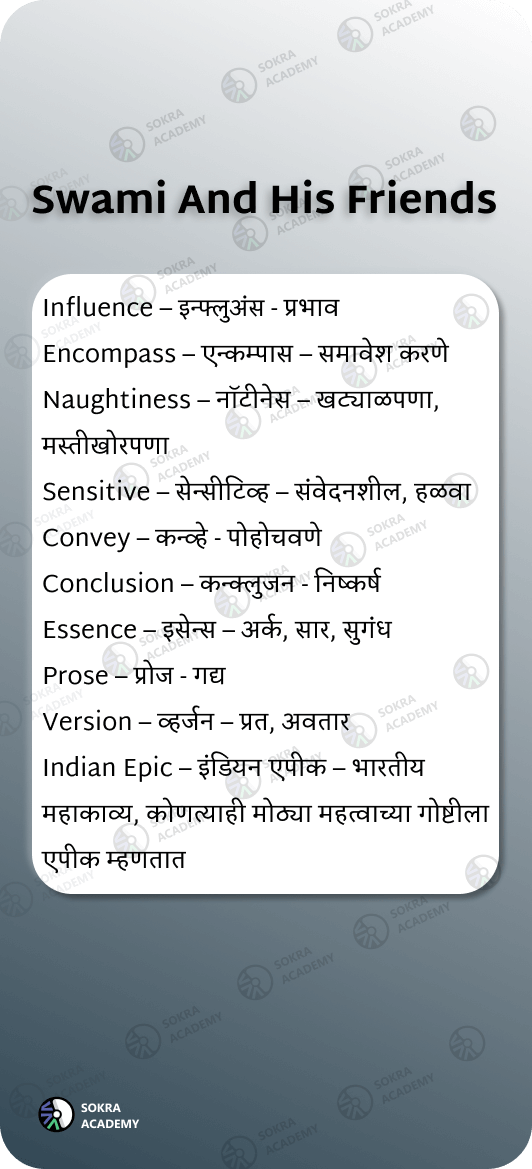 Swami And His Friends
Influence – इन्फ्लुअंस - प्रभाव
Encompass – एन्कम्पास – समावेश करणे
Naughtiness – नॉटीनेस – खट्याळपणा,
मस्तीखोरपणा
Sensitive – सेन्सीटिव्ह – संवेदनशील, हळवा
Convey – कन्व्हे - पोहोचवणे
Conclusion – कन्क्लुजन - निष्कर्ष
Essence – इसेन्स – अर्क, सार, सुगंध
Prose – प्रोज - गद्य
Version – व्हर्जन – प्रत, अवतार
Indian Epic – इंडियन एपीक – भारतीय
महाकाव्य, कोणत्याही मोठ्या महत्वाच्या गोष्टीला
एपीक म्हणतात
SOKRA
ACADEMY